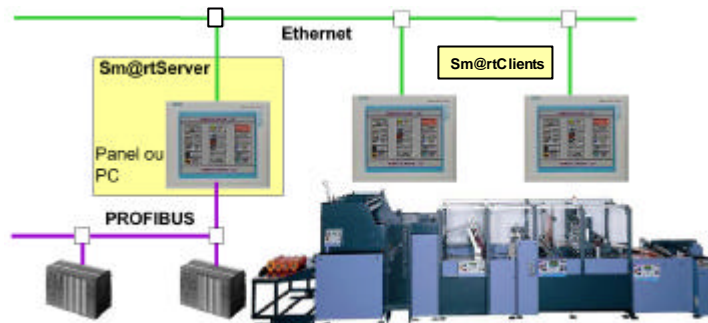 Ethernet
Sm@rtServer
Sm@rtClients
Panel ou
PC
PROFIBUS